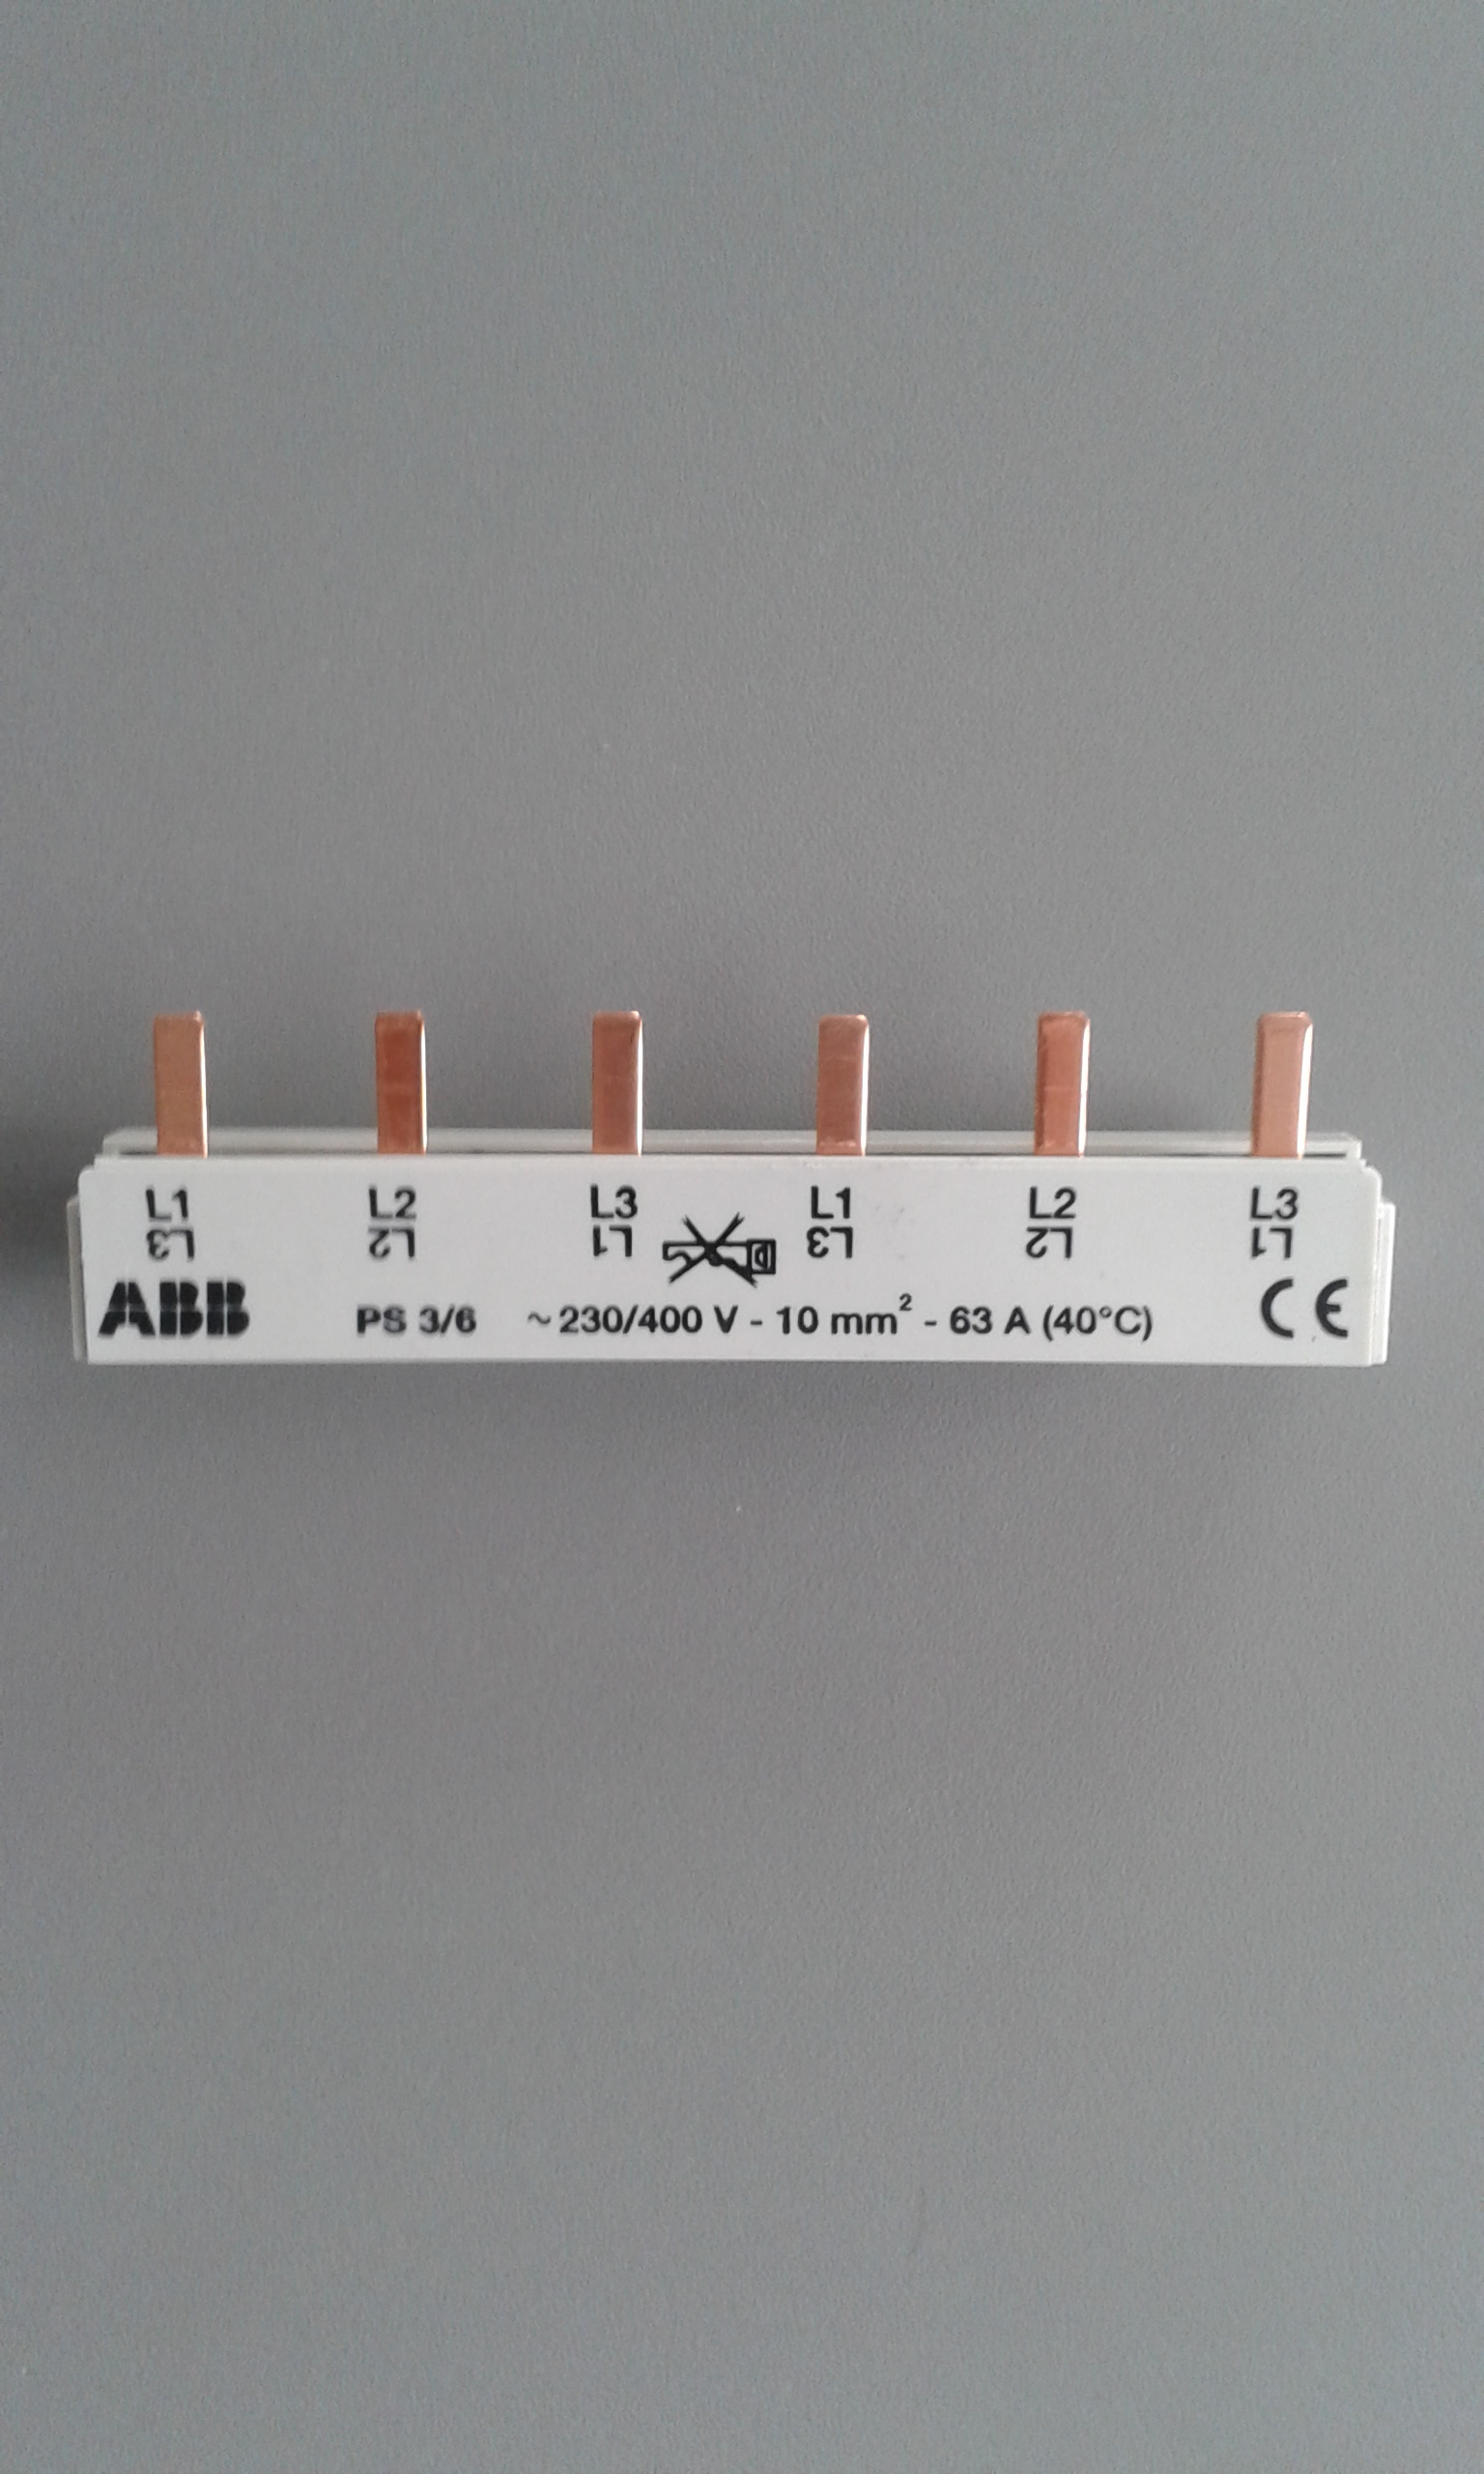 L1 L2 L3 L1 L2 L3
L3 L2 L1 L3 L2 L1
ABB PS 3/6 ~230/400 V - 10 mm² - 63 A (40°C) CE